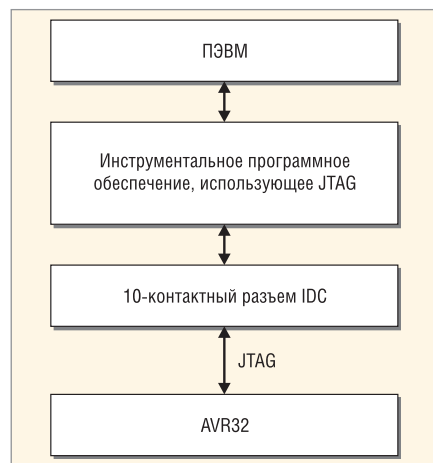 ПЭВМ
Инструментальное программное
обеспечение, использующее JTAG
10-контактный разъем IDC
JTAG
AVR32